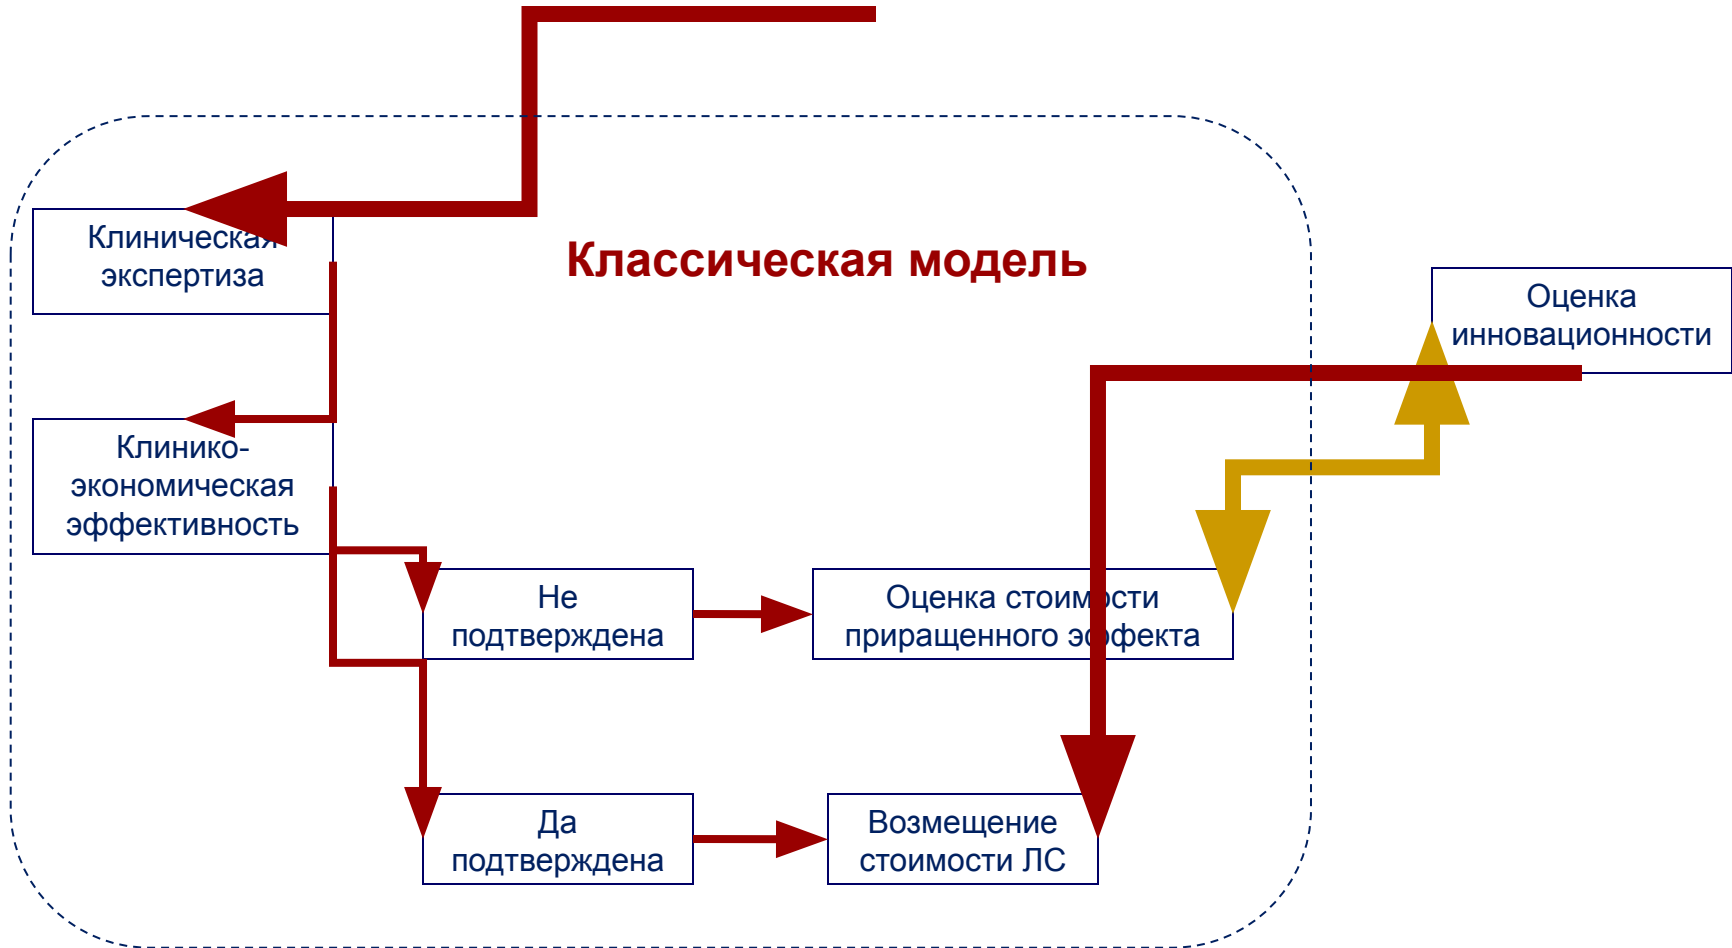 Клиническая
экспертиза
Классическая модель
Оценка
инновационности
Клинико-
экономическая
эффективность
Не
подтверждена
Оценка стоимости
приращенного эффекта
Да
подтверждена
Возмещение
стоимости ЛС